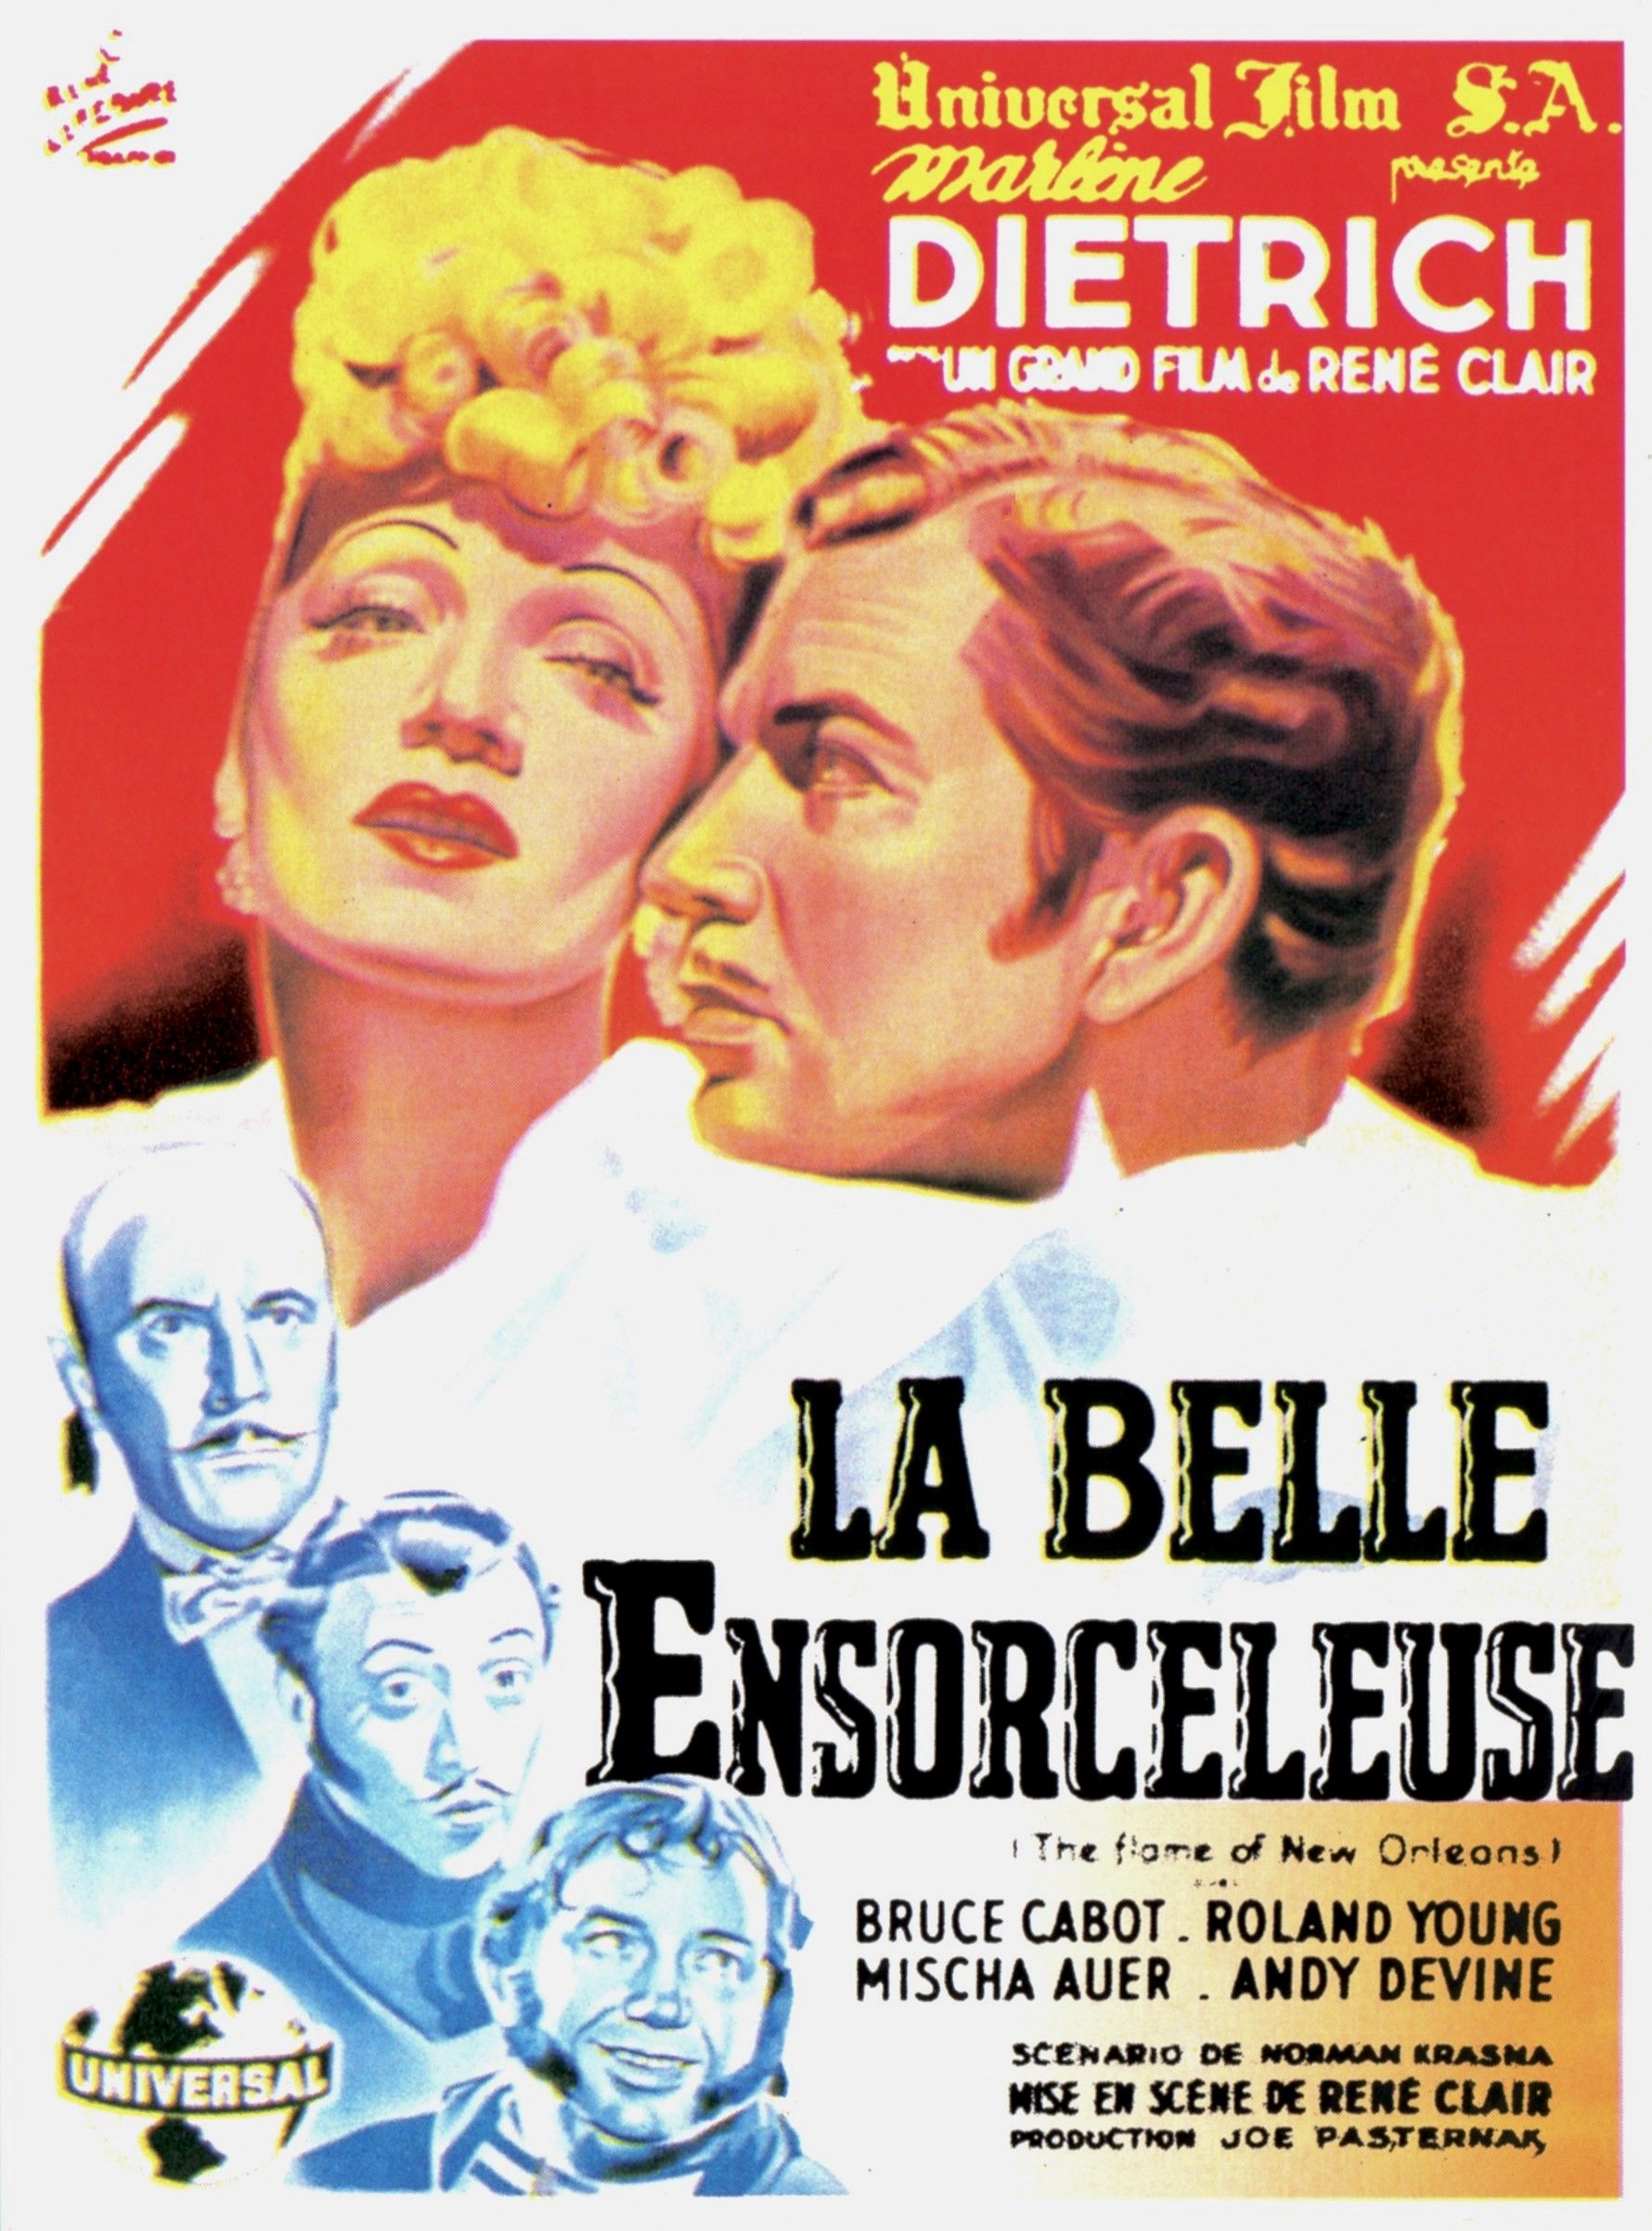 Universal Film S.A.
Marlène présente
DIETRICH
dans UN GRAND FILM de RENÉ CLAIR
LA BELLE
ENSORCELEUSE
(The flame of New Orleans)
BRUCE CABOT . ROLAND YOUNG
MISCHA AUER . ANDY DEVINE
SCENARIO DE NORMAN KRASNA
MISE EN SCÈNE DE RENÉ CLAIR
PRODUCTION JOE PASTERNAK
UNIVERSAL